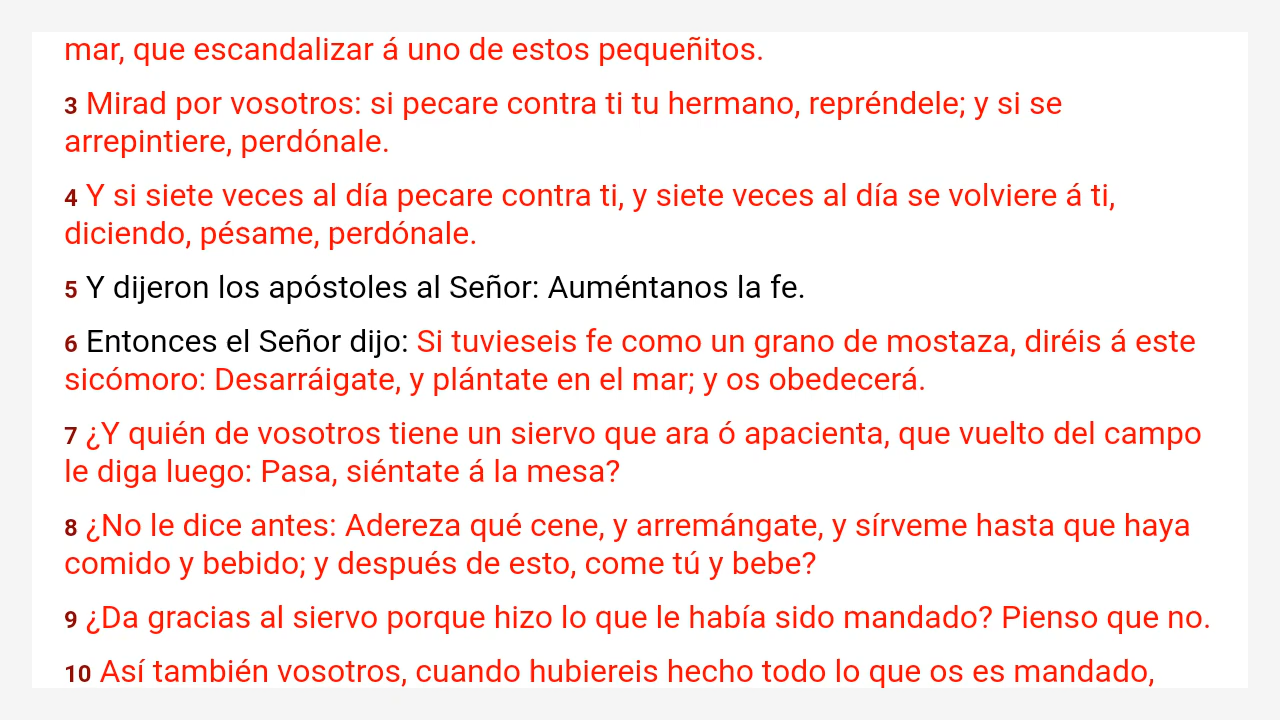 mar, que escandalizar á uno de estos pequeñitos.
3 Mirad por vosotros: si pecare contra ti tu hermano, repréndele; y si se
arrepintiere, perdónale.
4 Y si siete veces al día pecare contra ti, y siete veces al día se volviere á ti,
diciendo, pésame, perdónale.
5 Y dijeron los apóstoles al Señor: Auméntanos la fe.
6 Entonces el Señor dijo: Si tuvieseis fe como un grano de mostaza, diréis á este
sicómoro: Desarráigate, y plántate en el mar; y os obedecerá.
7 ¿Y quién de vosotros tiene un siervo que ara ó apacienta, que vuelto del campo
le diga luego: Pasa, siéntate á la mesa?
8 ¿No le dice antes: Adereza qué cene, y arremángate, y sírveme hasta que haya
comido y bebido; y después de esto, come tú y bebe?
9 ¿Da gracias al siervo porque hizo lo que le había sido mandado? Pienso que no.
10 Así también vosotros, cuando hubiereis hecho todo lo que os es mandado,